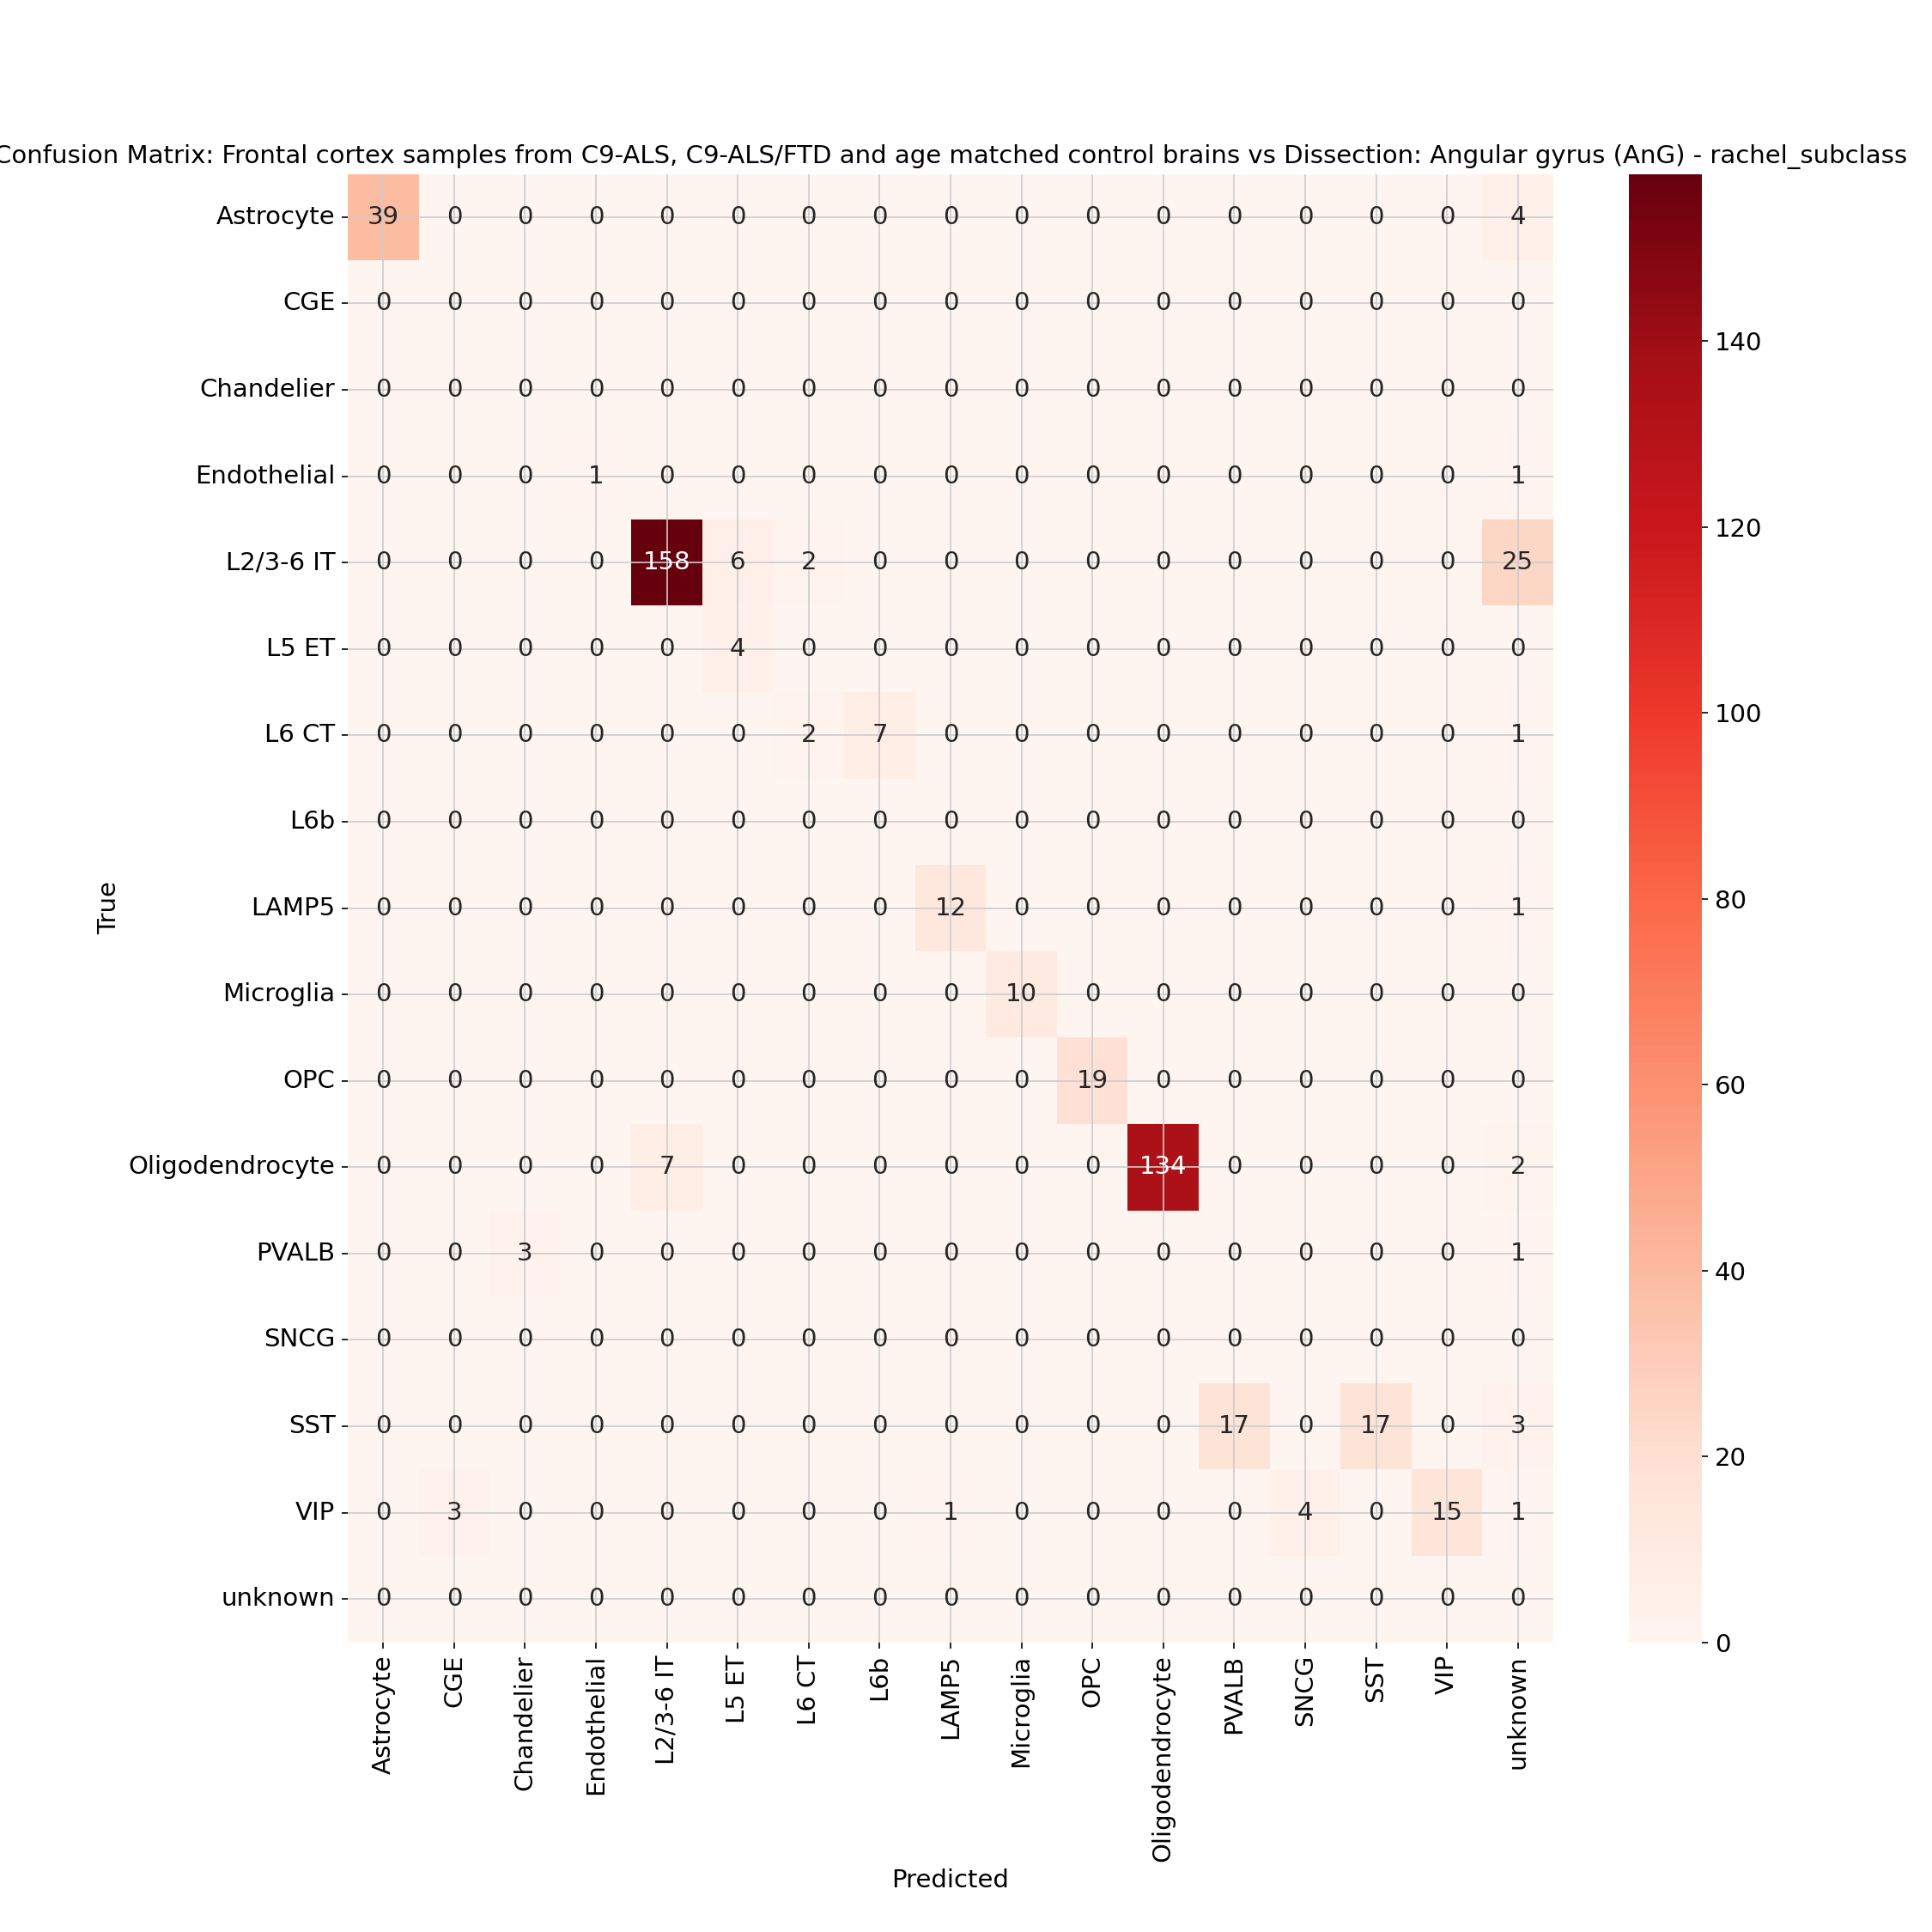 Confusion Matrix: Frontal cortex samples from C9-ALS, C9-ALS/FTD and age matched control brains vs Dissection: Angular gyrus (AnG) - rachel_subclass
Astrocyte 39 0 0 0 0 0 0 0 0 0 0 0 0 0 0 0 4
CGE 0 0 0 0 0 0 0 0 0 0 0 0 0 0 0 0 0
Chandelier 0 0 0 0 0 0 0 0 0 0 0 0 0 0 0 0 0
Endothelial 0 0 0 1 0 0 0 0 0 0 0 0 0 0 0 0 1
L2/3-6 IT 0 0 0 0 158 6 2 0 0 0 0 0 0 0 0 0 25
L5 ET 0 0 0 0 0 4 0 0 0 0 0 0 0 0 0 0 0
L6 CT 0 0 0 0 0 0 2 7 0 0 0 0 0 0 0 0 1
L6b 0 0 0 0 0 0 0 0 0 0 0 0 0 0 0 0 0
LAMP5 0 0 0 0 0 0 0 0 12 0 0 0 0 0 0 0 1
Microglia 0 0 0 0 0 0 0 0 0 10 0 0 0 0 0 0 0
OPC 0 0 0 0 0 0 0 0 0 0 19 0 0 0 0 0 0
Oligodendrocyte 0 0 0 0 7 0 0 0 0 0 0 134 0 0 0 0 2
PVALB 0 0 3 0 0 0 0 0 0 0 0 0 0 0 0 0 1
SNCG 0 0 0 0 0 0 0 0 0 0 0 0 0 0 0 0 0
SST 0 0 0 0 0 0 0 0 0 0 0 0 17 0 17 0 3
VIP 0 3 0 0 0 0 0 0 1 0 0 0 0 4 0 15 1
unknown 0 0 0 0 0 0 0 0 0 0 0 0 0 0 0 0 0
True
Astrocyte
CGE
Chandelier
Endothelial
L2/3-6 IT
L5 ET
L6 CT
L6b
LAMP5
Microglia
OPC
Oligodendrocyte
PVALB
SNCG
SST
VIP
unknown
Predicted
140
120
100
80
60
40
20
0